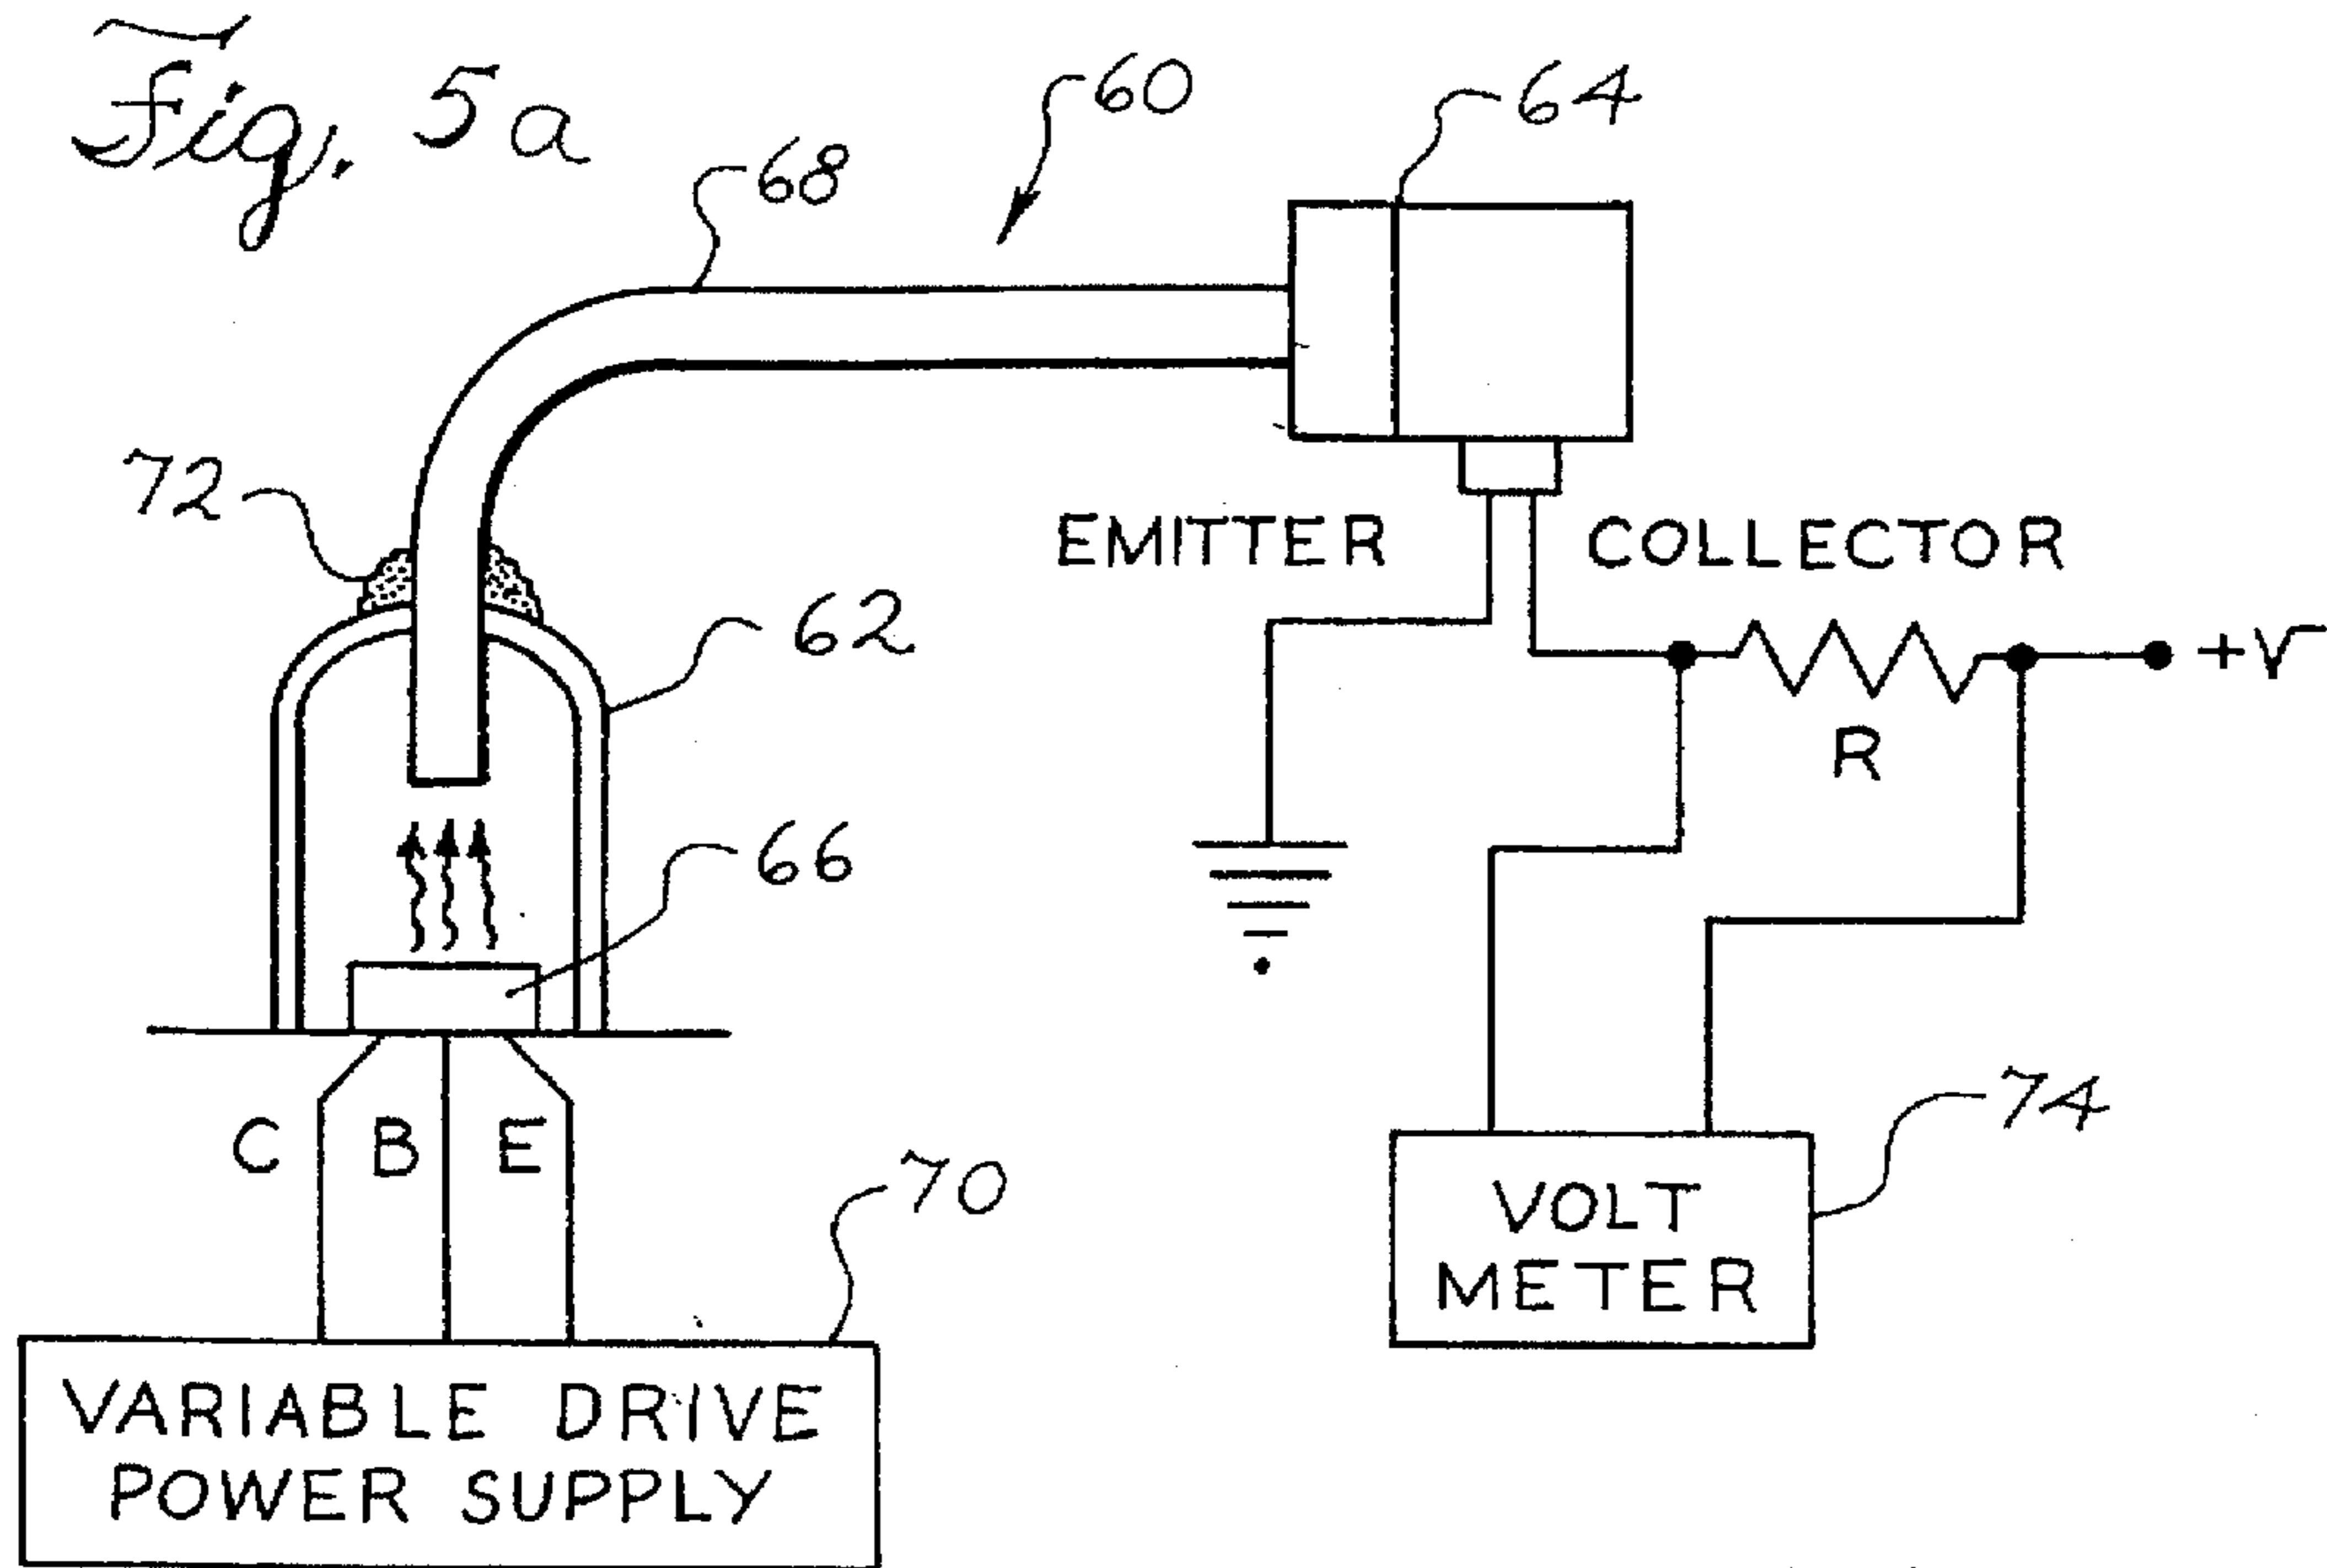 Fig. 5a
60
64
68
72
EMITTER
COLLECTOR
62
+V
R
66
74
C B E
70
VOLT
METER
VARIABLE DRIVE
POWER SUPPLY